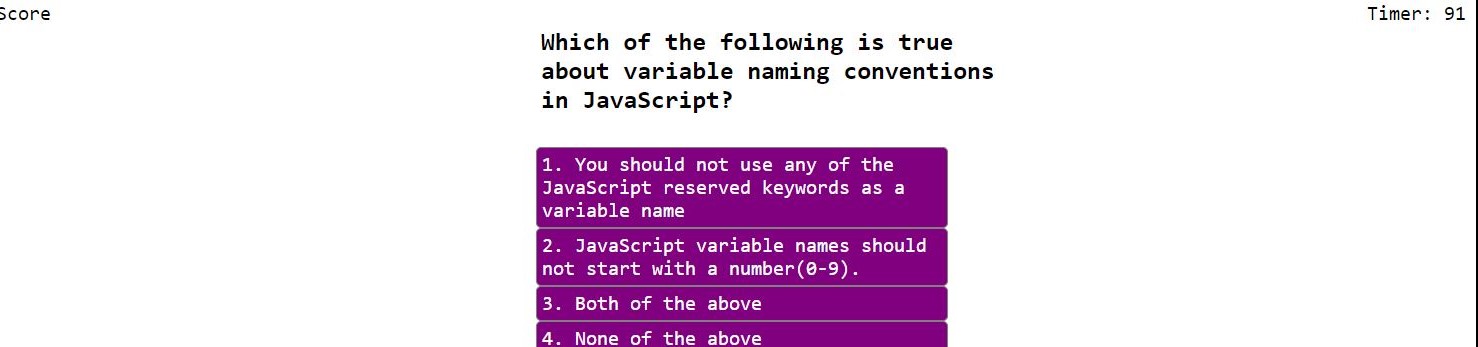 Score
Timer: 91
Which of the following is true
about variable naming conventions
in JavaScript?
1. You should not use any of the
JavaScript reserved keywords as a
variable name
2. JavaScript variable names should
not start with a number(0-9).
3. Both of the above
4. None of the above